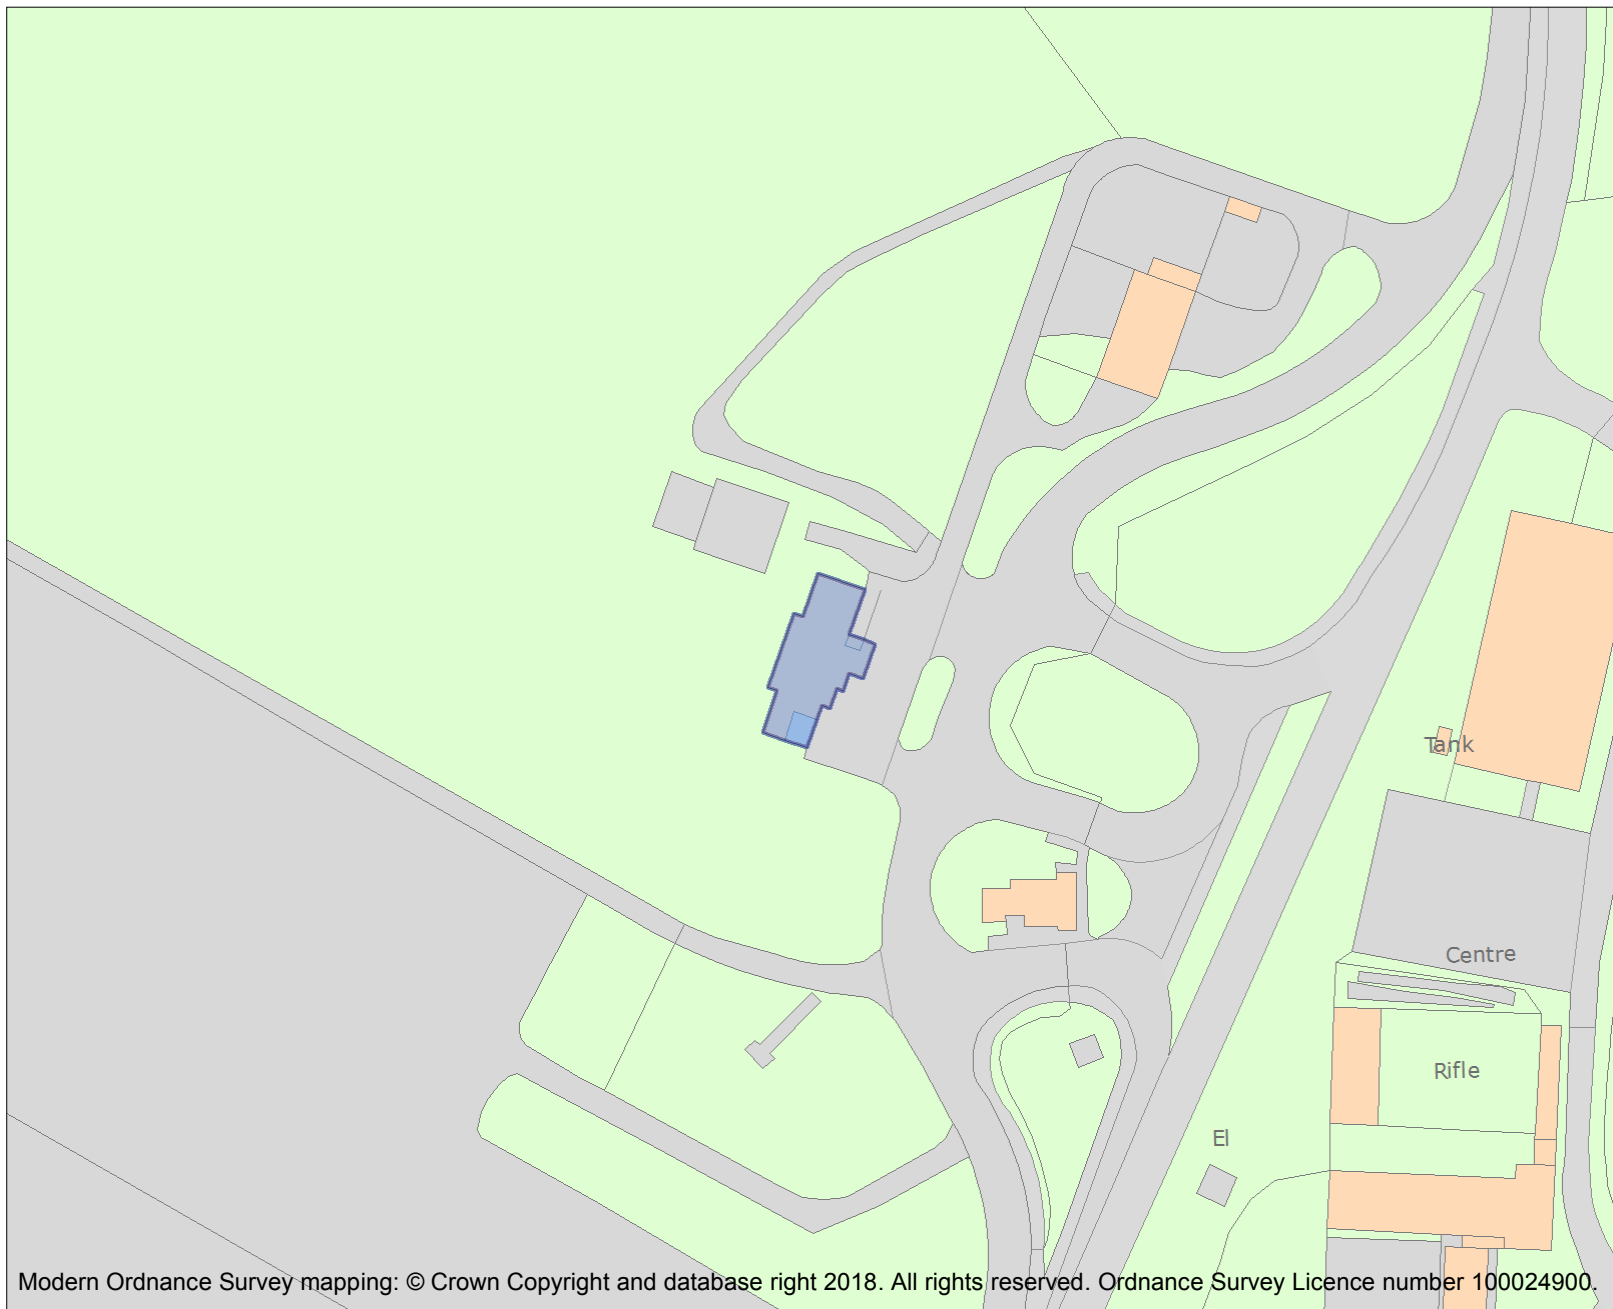 Tank
Centre
Rifle
El
Modern Ordnance Survey mapping: © Crown Copyright and database right 2018. All rights reserved. Ordnance Survey Licence number 100024900.